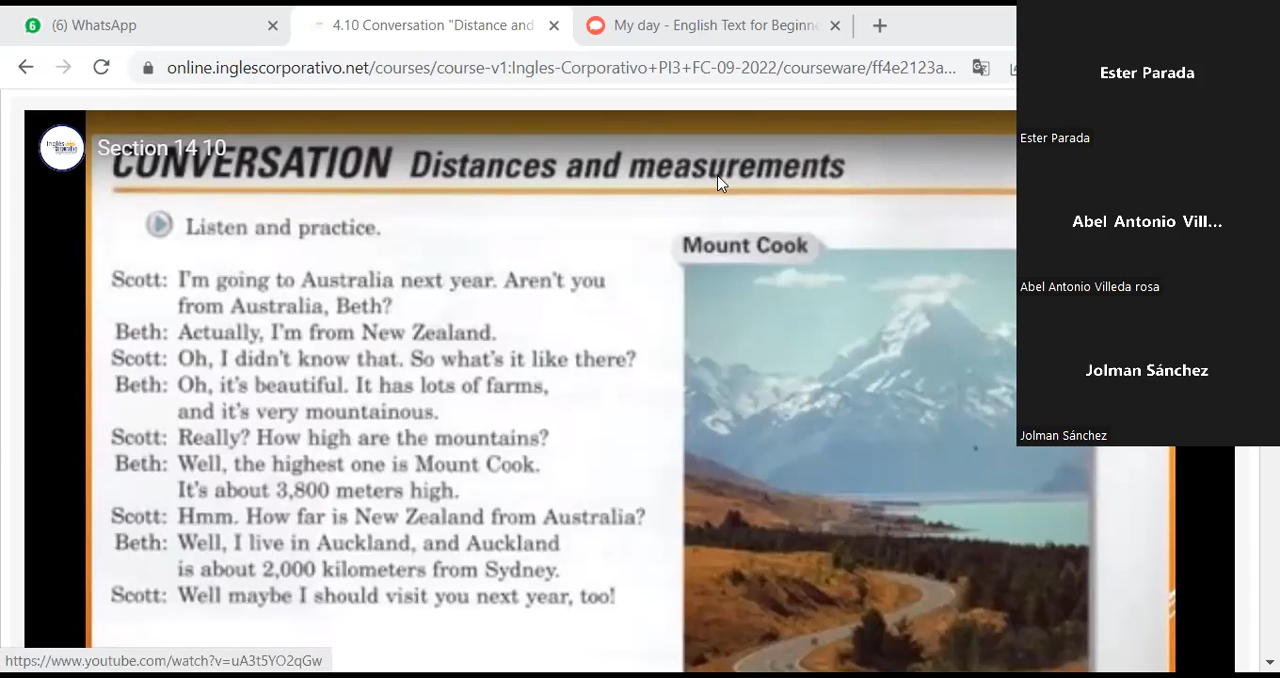 (6) WhatsApp
4.10 Conversation "Distance and
My day - English Text for Beginne
online.inglescorporativo.net/courses/course-v1:Ingles-Corporativo+PI3+FC-09-2022/courseware/ff4e2123a...
Section 14 10
CONVERSATION Distances and measurements
Listen and practice.
Mount Cook
Scott: I'm going to Australia next year. Aren't you
from Australia, Beth?
Beth: Actually, I'm from New Zealand.
Scott: Oh, I didn't know that. So what's it like there?
Beth: Oh, it's beautiful. It has lots of farms,
and it's very mountainous.
Scott: Really? How high are the mountains?
Beth: Well, the highest one is Mount Cook.
It's about 3,800 meters high.
Scott: Hmm. How far is New Zealand from Australia?
Beth: Well, I live in Auckland, and Auckland
is about 2,000 kilometers from Sydney.
Scott: Well maybe I should visit you next year, too!
https://www.youtube.com/watch?v=uA3t5YO2qGw
Ester Parada
Ester Parada
Abel Antonio Vill...
Abel Antonio Villeda rosa
Jolman Sánchez
Jolman Sánchez